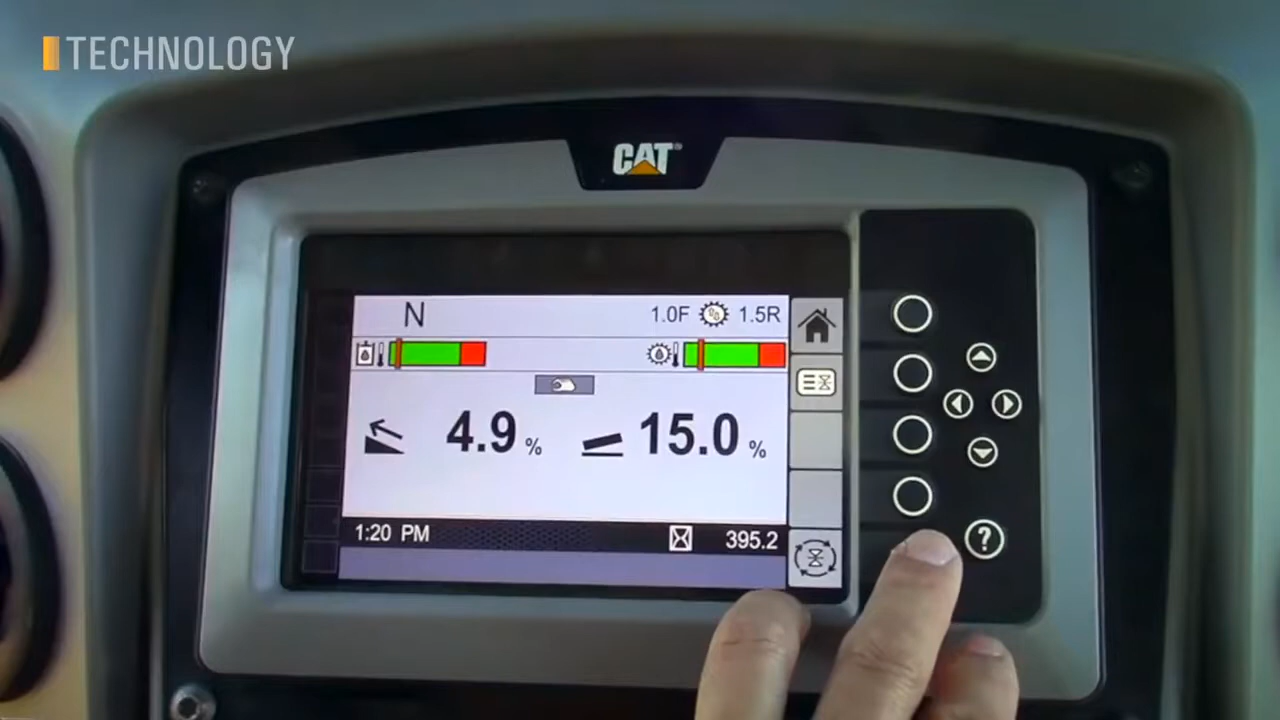 TECHNOLOGY
CAT
N
1.0F 1.5R
4.9 % 15.0 %
1:20 PM 395.2
?